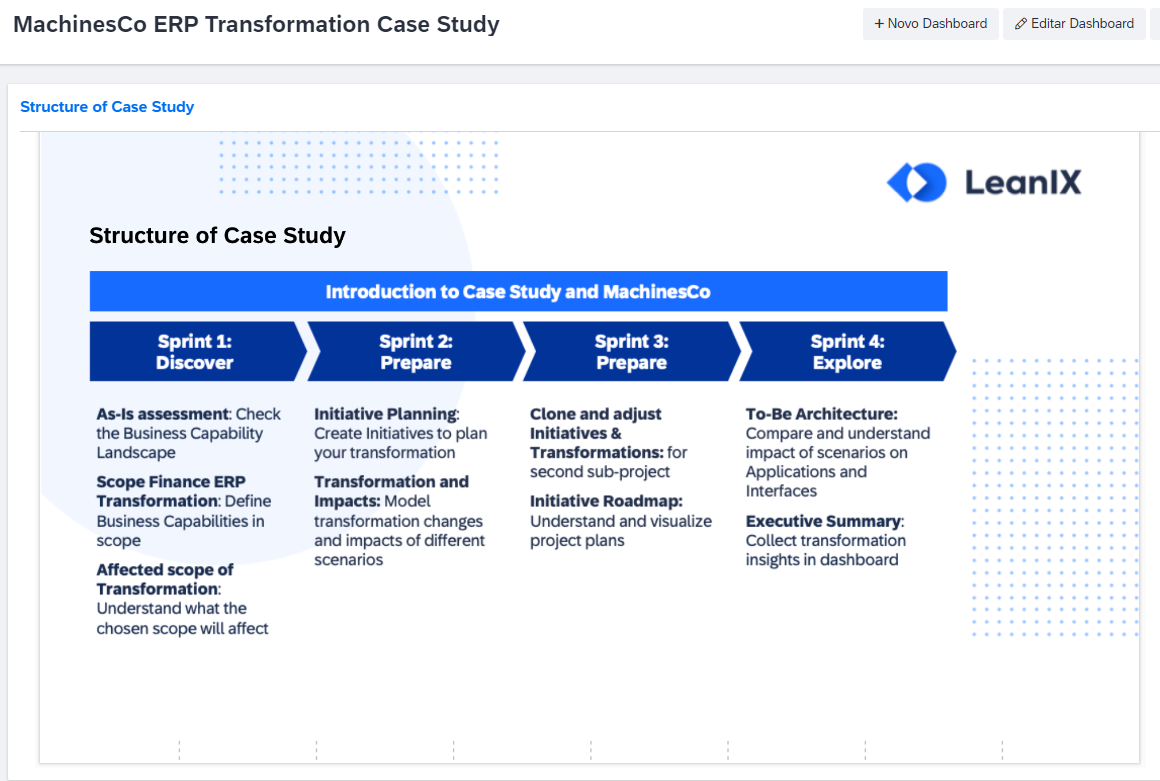 MachinesCo ERP Transformation Case Study
+ Novo Dashboard
Editar Dashboard
Structure of Case Study
LeanIX
Structure of Case Study
Introduction to Case Study and MachinesCo
Sprint 1:
Discover
Sprint 2:
Prepare
Sprint 3:
Prepare
Sprint 4:
Explore
As-Is assessment: Check
the Business Capability
Landscape
Scope Finance ERP
Transformation: Define
Business Capabilities in
scope
Affected scope of
Transformation:
Understand what the
chosen scope will affect
Initiative Planning:
Create Initiatives to plan
your transformation
Transformation and
Impacts: Model
transformation changes
and impacts of different
scenarios
Clone and adjust
Initiatives &
Transformations: for
second sub-project
Initiative Roadmap:
Understand and visualize
project plans
To-Be Architecture:
Compare and understand
impact of scenarios on
Applications and
Interfaces
Executive Summary:
Collect transformation
insights in dashboard